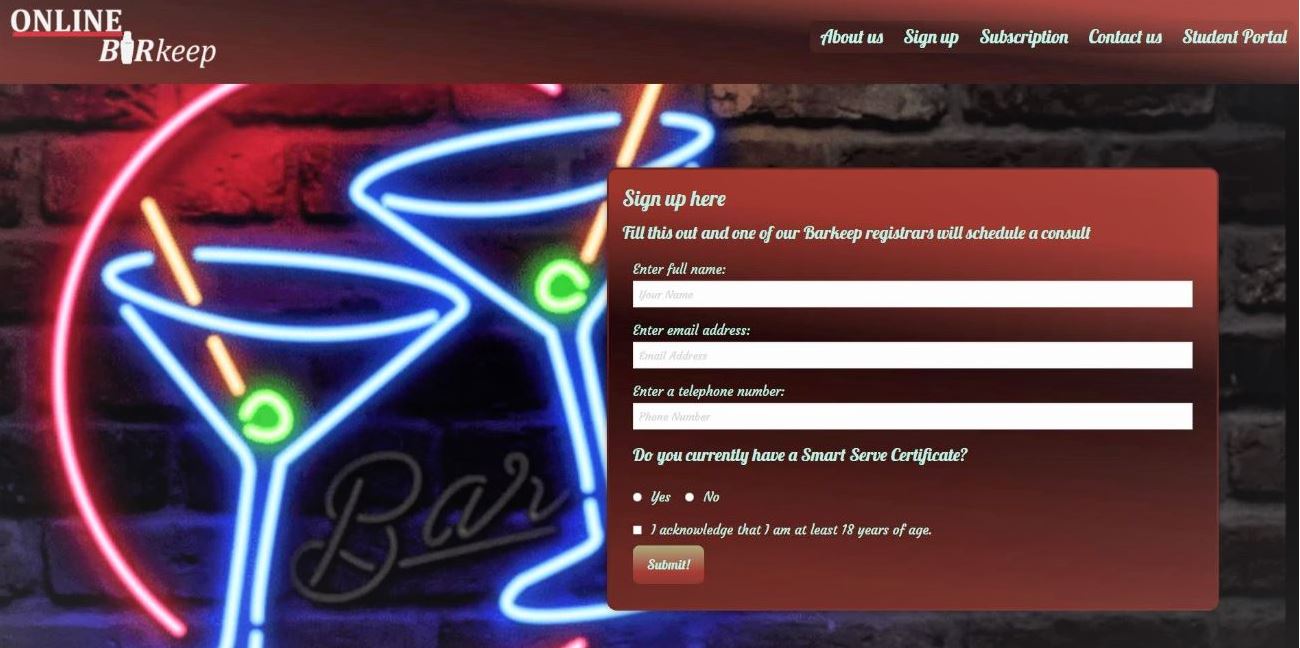 ONLINE
BARkeep
About us Sign up Subscription Contact us Student Portal
Sign up here
Fill this out and one of our Barkeep registrars will schedule a consult
Enter full name:
Your Name
Enter email address:
Email Address
Enter a telephone number:
Phone Number
Do you currently have a Smart Serve Certificate?
Yes No
I acknowledge that I am at least 18 years of age.
Submit!
Bar